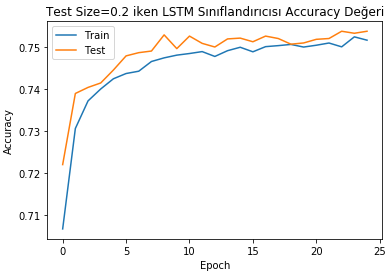 Test Size=0.2 iken LSTM Sınıflandırıcısı Accuracy Değeri
Train
Test
0.75
0.74
0.73
0.72
0.71
Accuracy
0
5
10
15
20
25
Epoch